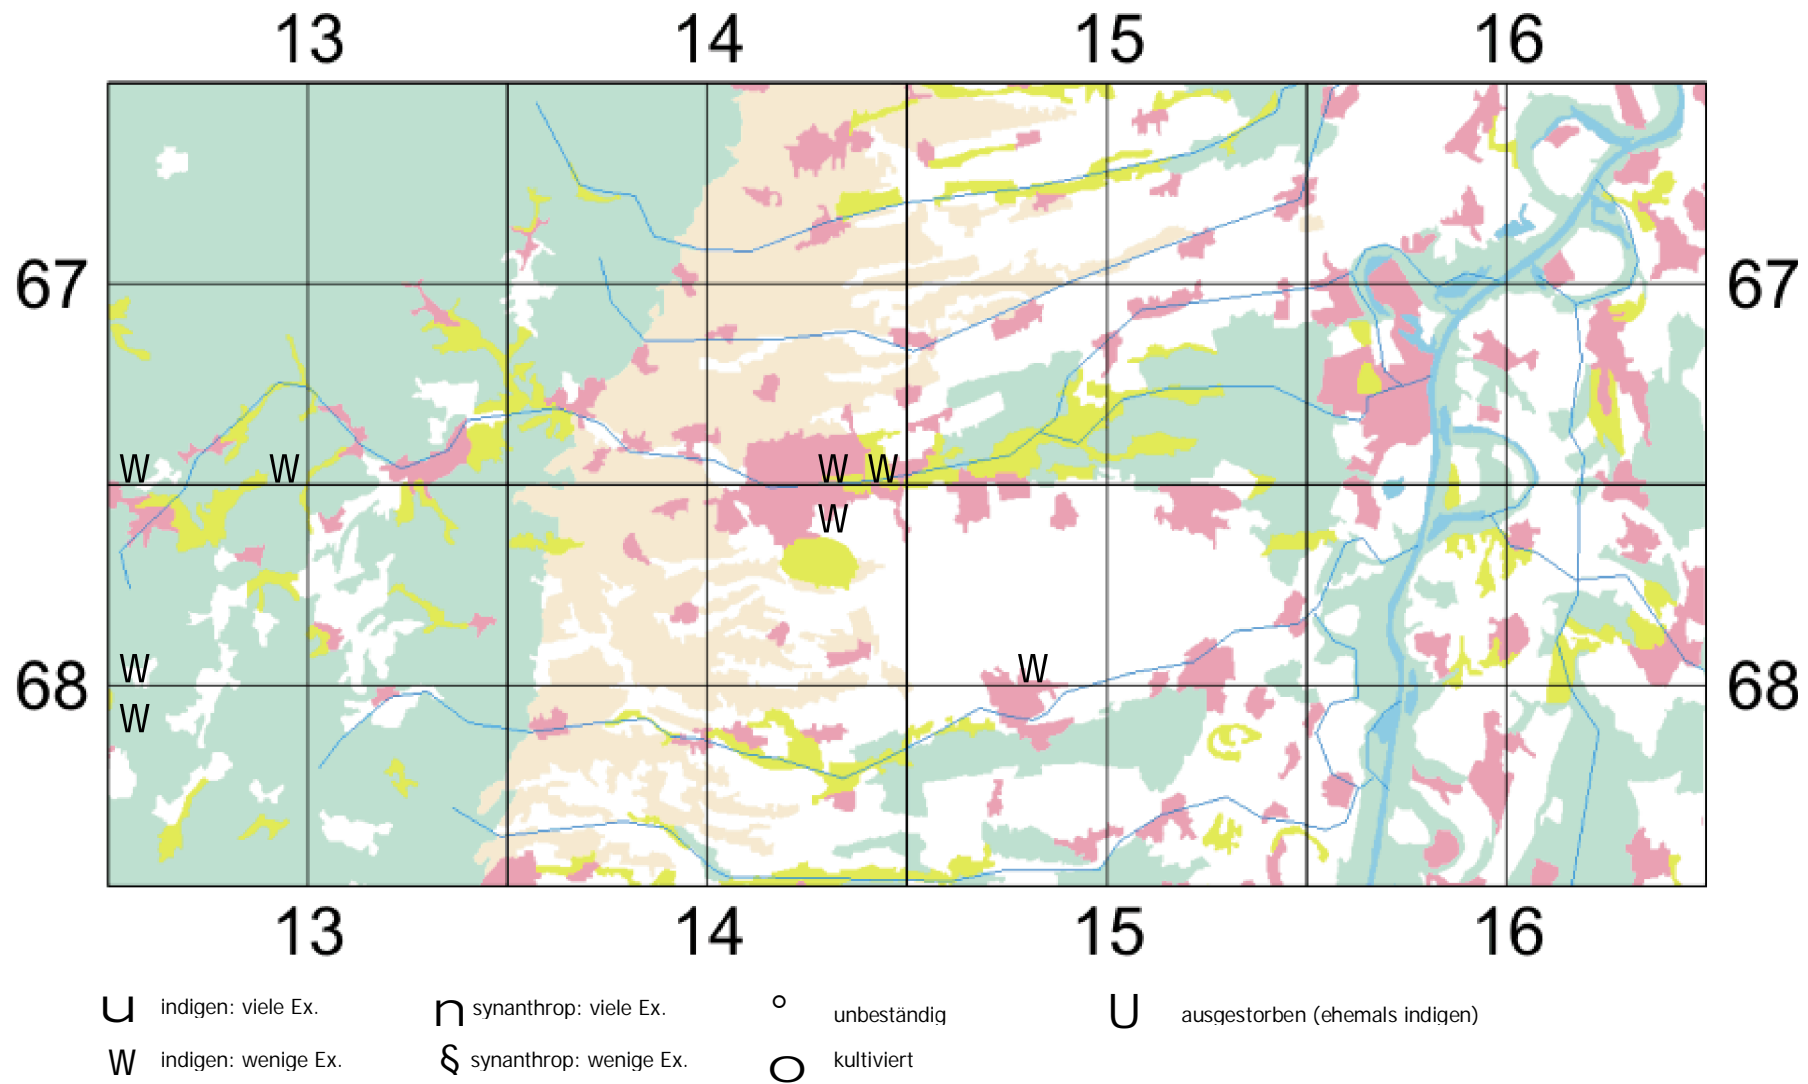 13 14 15 16
W W W W
67 67
W
W W
68 68
W
13 14 15 16
u indigen: viele Ex. n synanthrop: viele Ex. ° unbeständig U ausgestorben (ehemals indigen)
W indigen: wenige Ex. § synanthrop: wenige Ex. O kultiviert